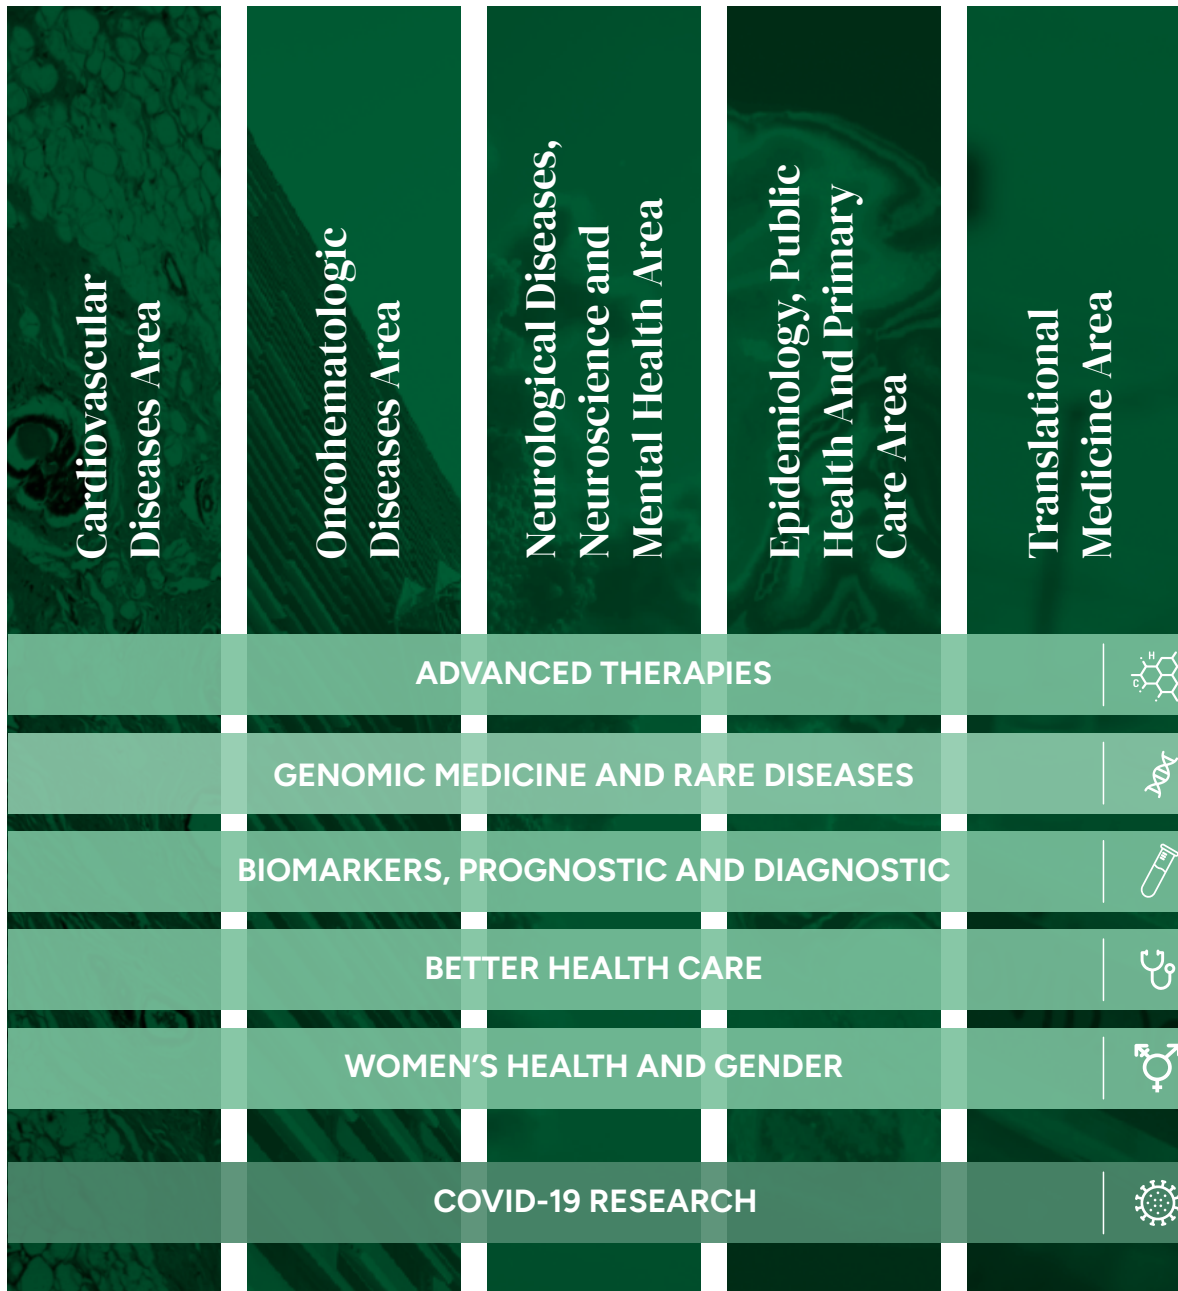 Cardiovascular
Diseases Area
Oncohematologic
Diseases Area
Neurological Diseases,
Neuroscience and
Mental Health Area
Epidemiology, Public
Health And Primary
Care Area
Translational
Medicine Area
ADVANCED THERAPIES
H
C
GENOMIC MEDICINE AND RARE DISEASES
BIOMARKERS, PROGNOSTIC AND DIAGNOSTIC
BETTER HEALTH CARE
WOMEN’S HEALTH AND GENDER
COVID-19 RESEARCH